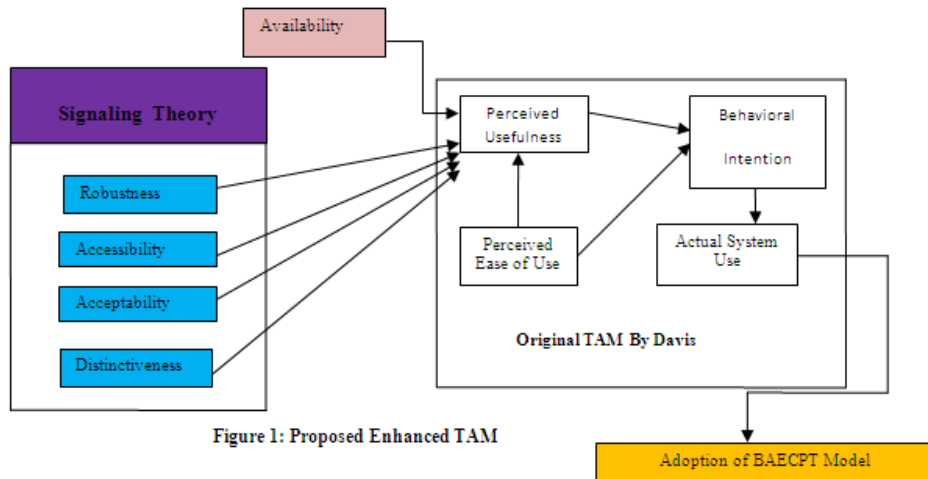 Availability
Signaling Theory
Robustness
Accessibility
Acceptability
Distinctiveness
Perceived
Usefulness
Behavioral
Intention
Perceived
Ease of Use
Actual System
Use
Original TAM By Davis
Figure 1: Proposed Enhanced TAM
Adoption of BAECPT Model